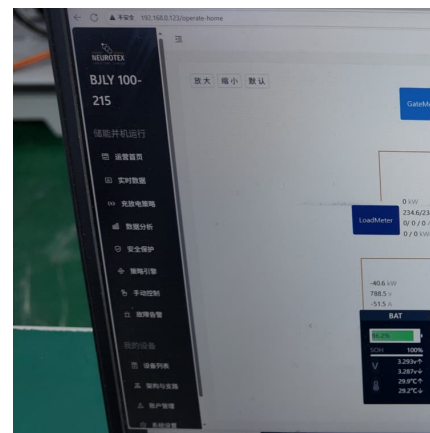 不安全 192.168.0.123/operate-home
NEUROTEX
BJLY 100-
215
储能并机运行
运营首页
实时数据
充放电策略
数据分析
安全保护
策略引擎
手动控制
故障告警
我的设备
设备列表
架构与支路
账户管理
系统设置
放大 缩小 默认
GateM
LoadMeter
0 kW
234.6/23
0/ 0 / 0
0 / 0 kW
-40.6 kW
788.5 V
-51.5 A
BAT
SOH 100%
V 3.293v↑
3.287v↓
29.9℃↑
29.2℃↓